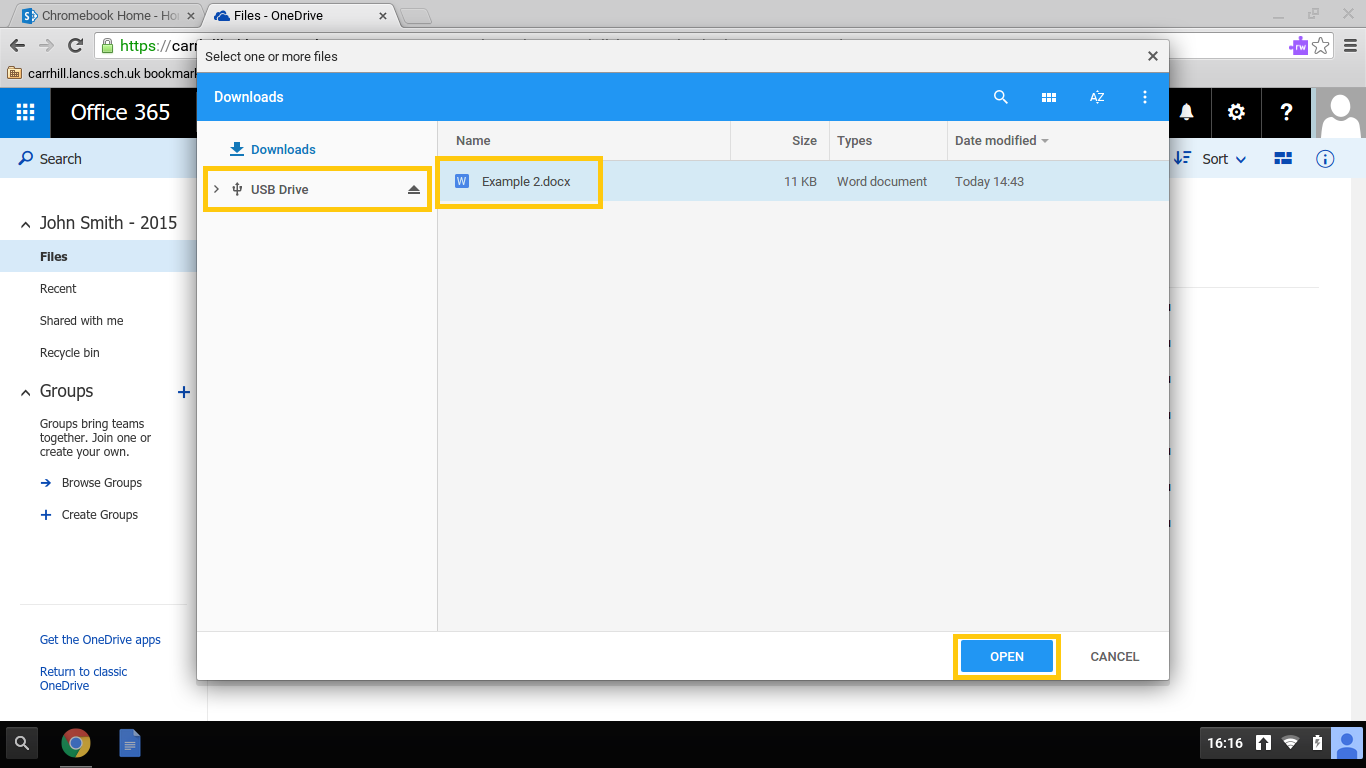 Chromebook Home - Ho
Files - OneDrive
https://carr
carrhill.lancs.sch.uk bookmar
Select one or more files
Office 365
Downloads
Search
Sort
Downloads
USB Drive
Name
Size
Types
Date modified
Example 2.docx
11 KB
Word document
Today 14:43
John Smith - 2015
Files
Recent
Shared with me
Recycle bin
Groups
Groups bring teams
together. Join one or
create your own.
Browse Groups
Create Groups
Get the OneDrive apps
Return to classic
OneDrive
OPEN
CANCEL
16:16